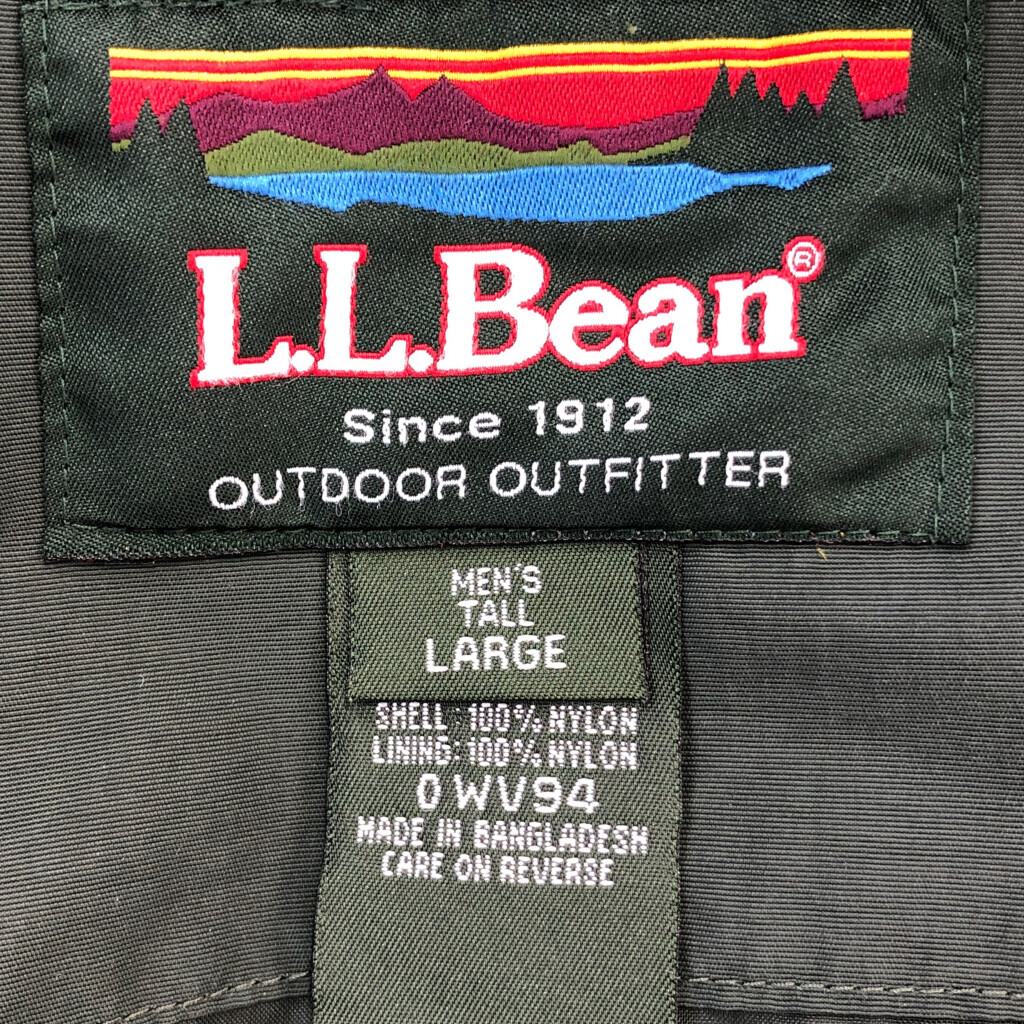 L.L.Bean®
Since 1912
OUTDOOR OUTFITTER
MEN'S
TALL
LARGE
SHELL: 100% NYLON
LINING: 100% NYLON
0WV94
MADE IN BANGLADESH
CARE ON REVERSE